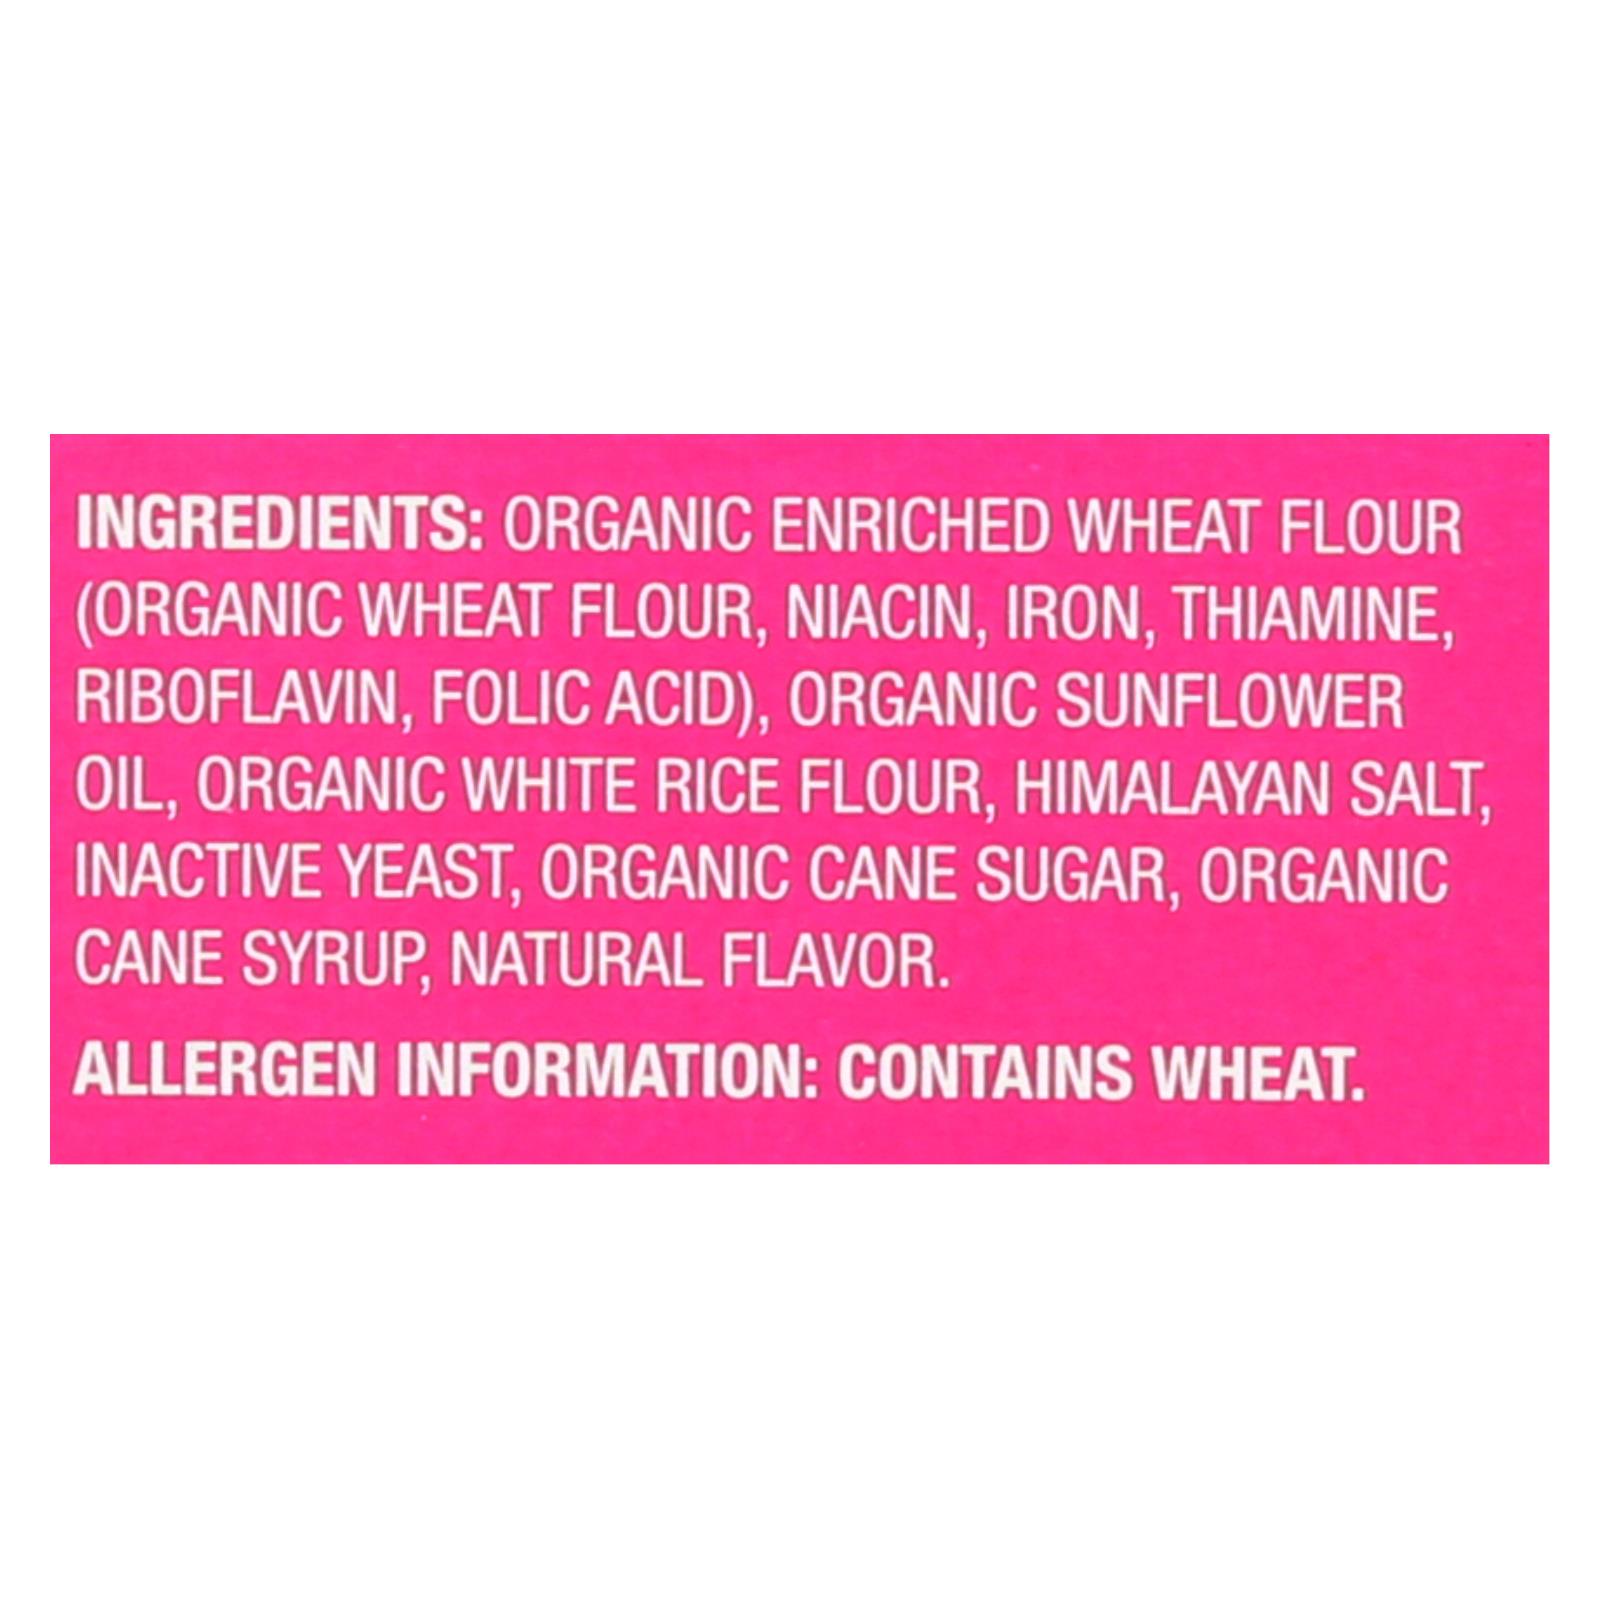 INGREDIENTS: ORGANIC ENRICHED WHEAT FLOUR
(ORGANIC WHEAT FLOUR, NIACIN, IRON, THIAMINE,
RIBOFLAVIN, FOLIC ACID), ORGANIC SUNFLOWER
OIL, ORGANIC WHITE RICE FLOUR, HIMALAYAN SALT,
INACTIVE YEAST, ORGANIC CANE SUGAR, ORGANIC
CANE SYRUP, NATURAL FLAVOR.
ALLERGEN INFORMATION: CONTAINS WHEAT.